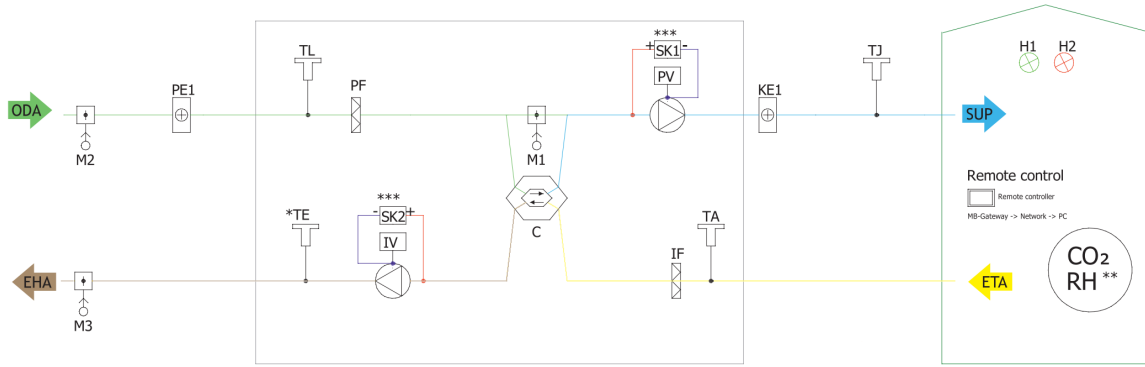 ***
+ SK1 -
TL
TJ
H1 H2
PV
PE1
PF
KE1
ODA
SUP
M2
M1
Remote control
Remote controller
MB-Gateway -> Network -> PC
***
- SK2 +
*TE
C
TA
IV
IF
CO₂
RH **
EHA
ETA
M3